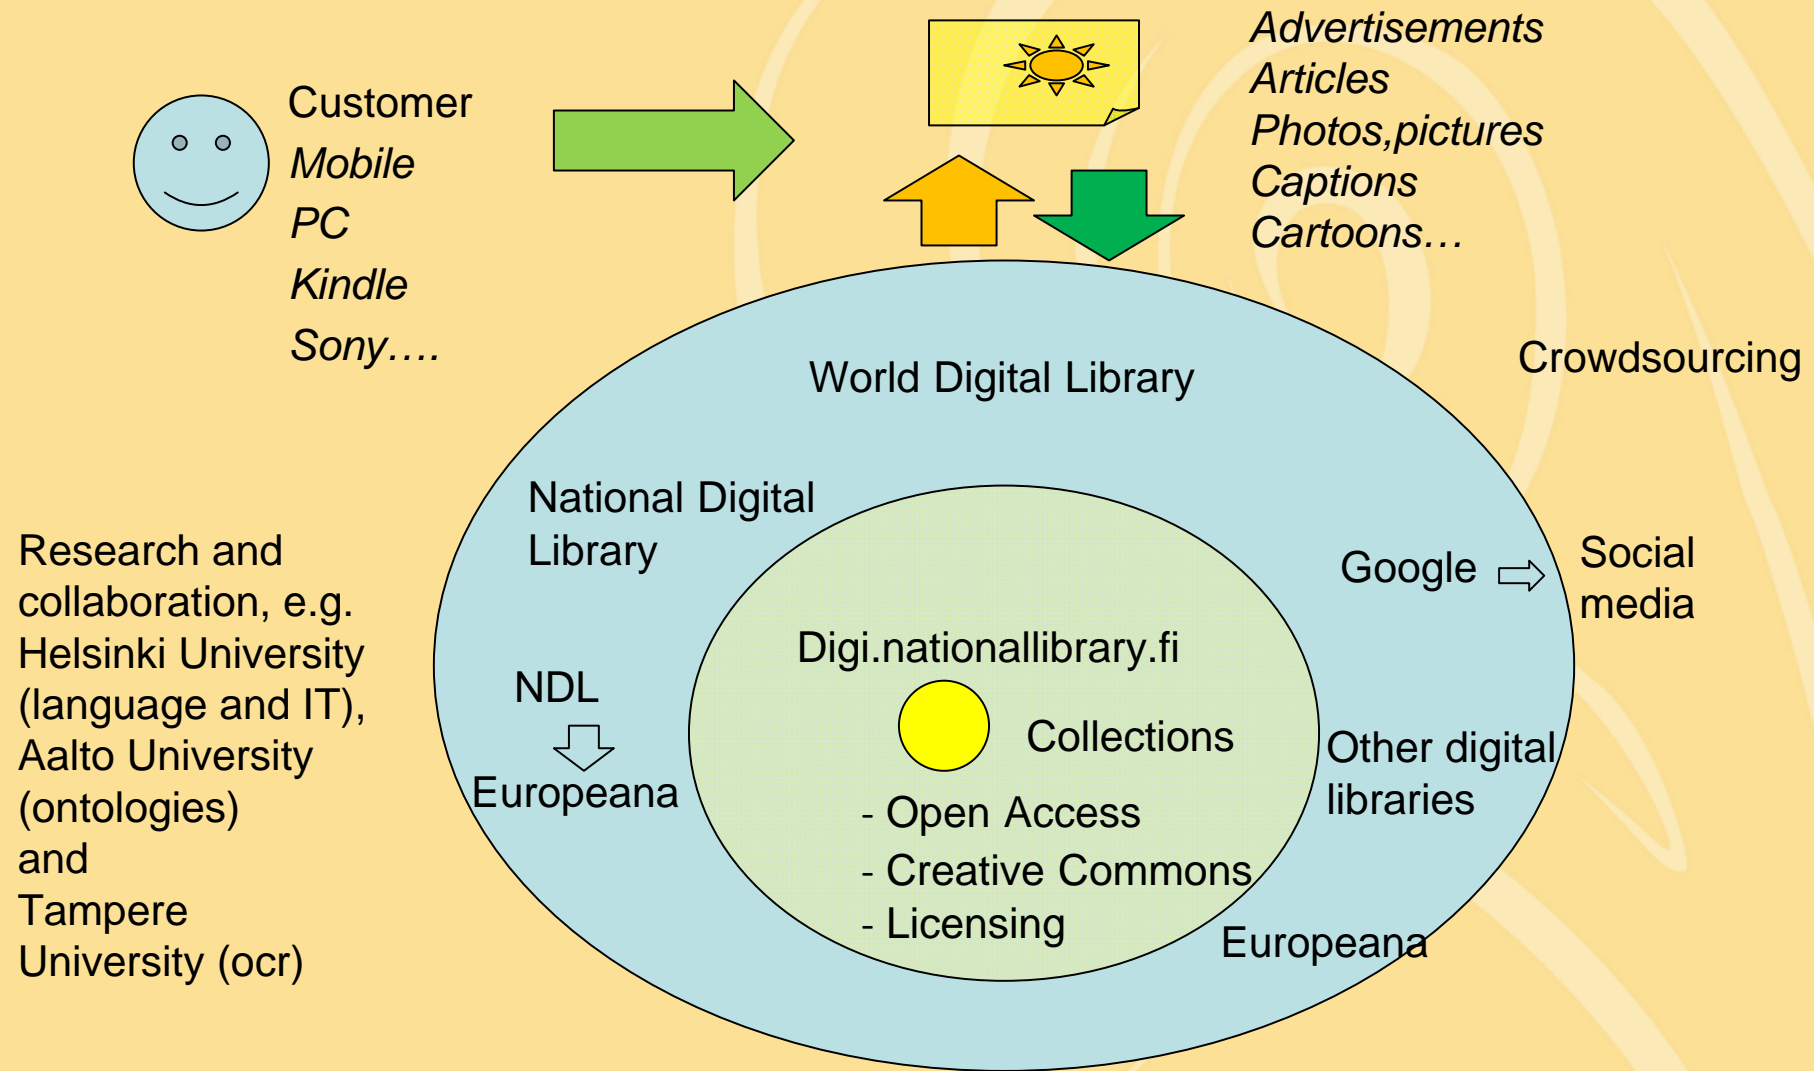 Customer
Mobile
PC
Kindle
Sony….
Advertisements
Articles
Photos,pictures
Captions
Cartoons…
Crowdsourcing
World Digital Library
National Digital
Library
Research and
collaboration, e.g.
Helsinki University
(language and IT),
Aalto University
(ontologies)
and
Tampere
University (ocr)
Google
Social
media
NDL
Europeana
Digi.nationallibrary.fi
Collections
- Open Access
- Creative Commons
- Licensing
Other digital
libraries
Europeana